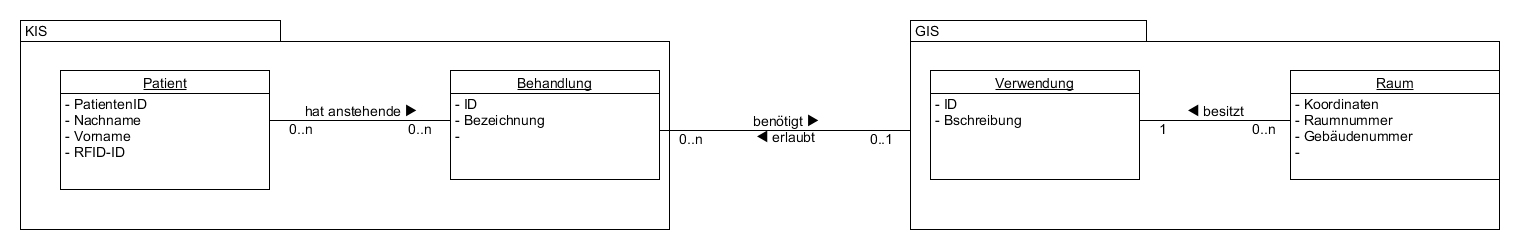 KIS
Patient
- PatientenID
- Nachname
- Vorname
- RFID-ID
hat anstehende ▶
0..n
0..n
Behandlung
- ID
- Bezeichnung
-
benötigt ▶
◀ erlaubt
0..n
0..1
GIS
Verwendung
- ID
- Bschreibung
◀ besitzt
1
0..n
Raum
- Koordinaten
- Raumnummer
- Gebäudenummer
-